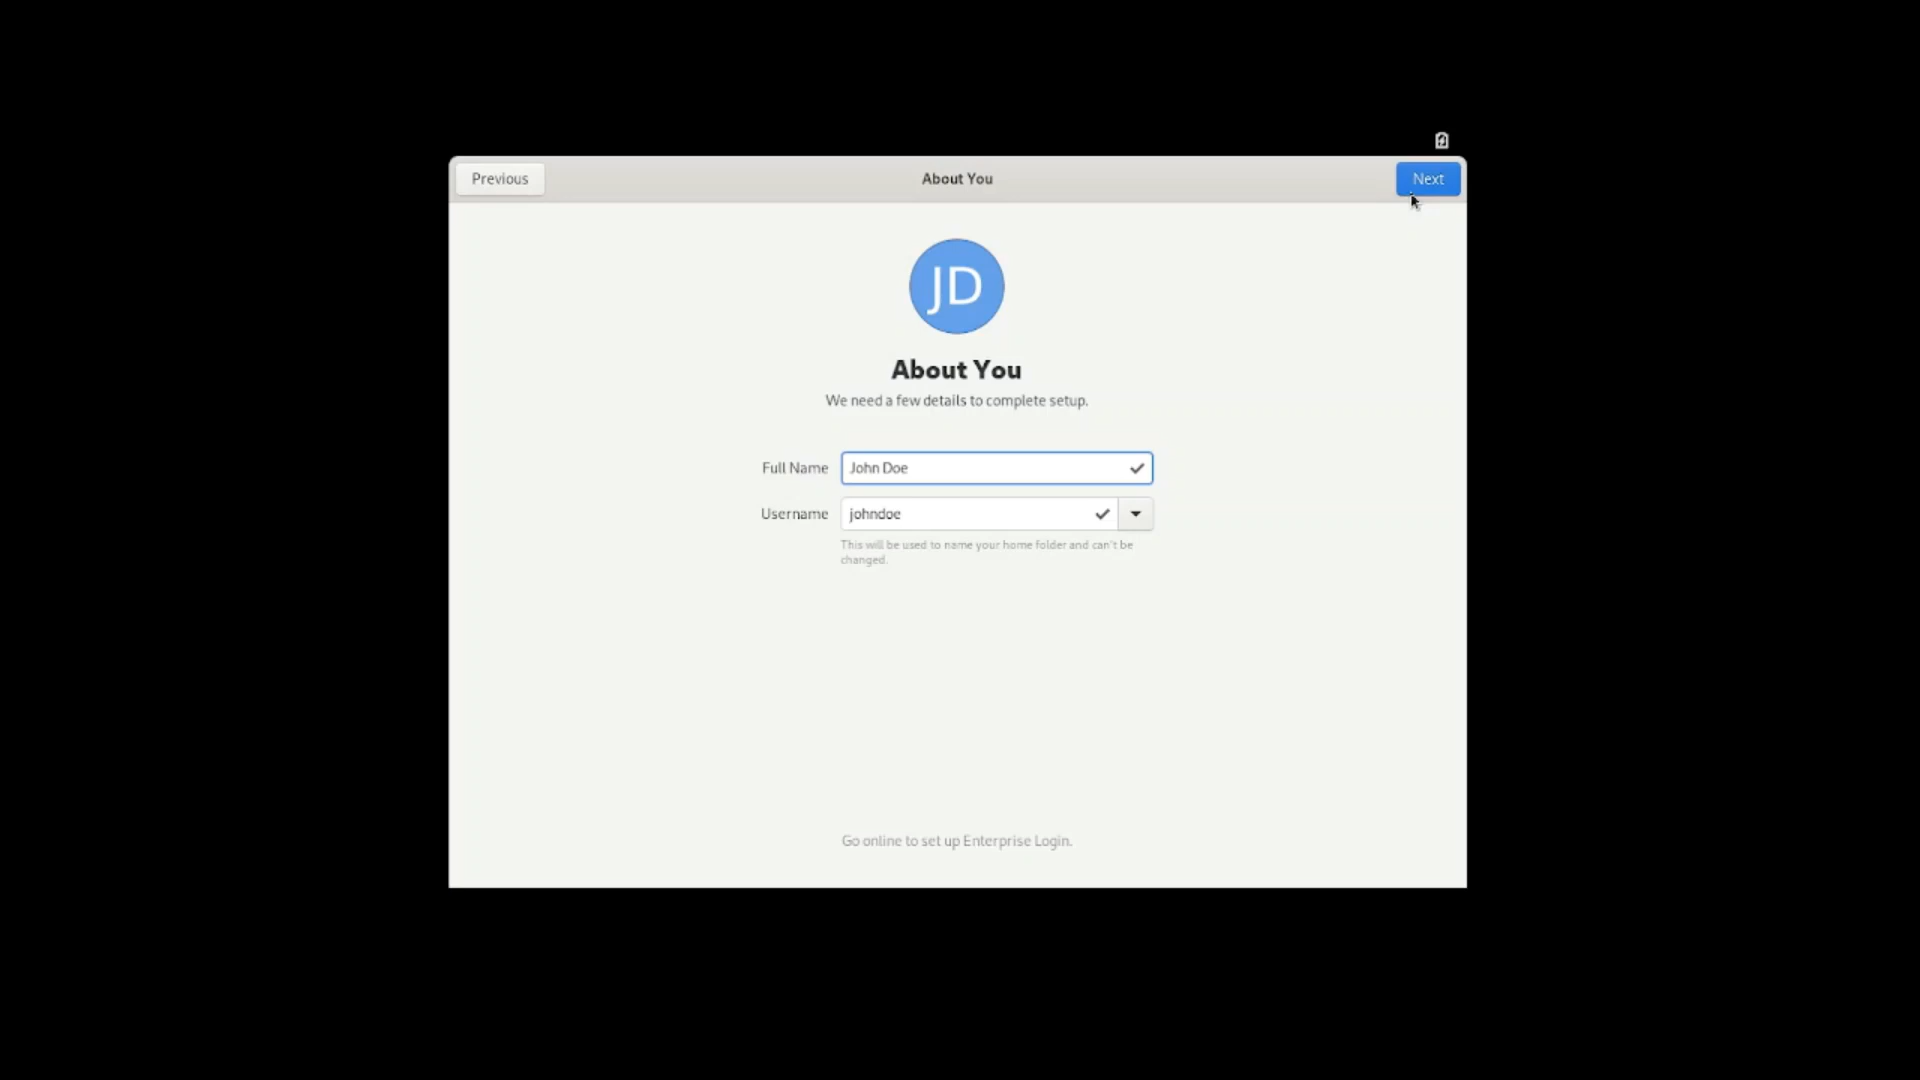 Previous
About You
Next
JD
About You
We need a few details to complete setup.
Full Name
John Doe
Username
johndoe
This will be used to name your home folder and can't be
changed.
Go online to set up Enterprise Login.